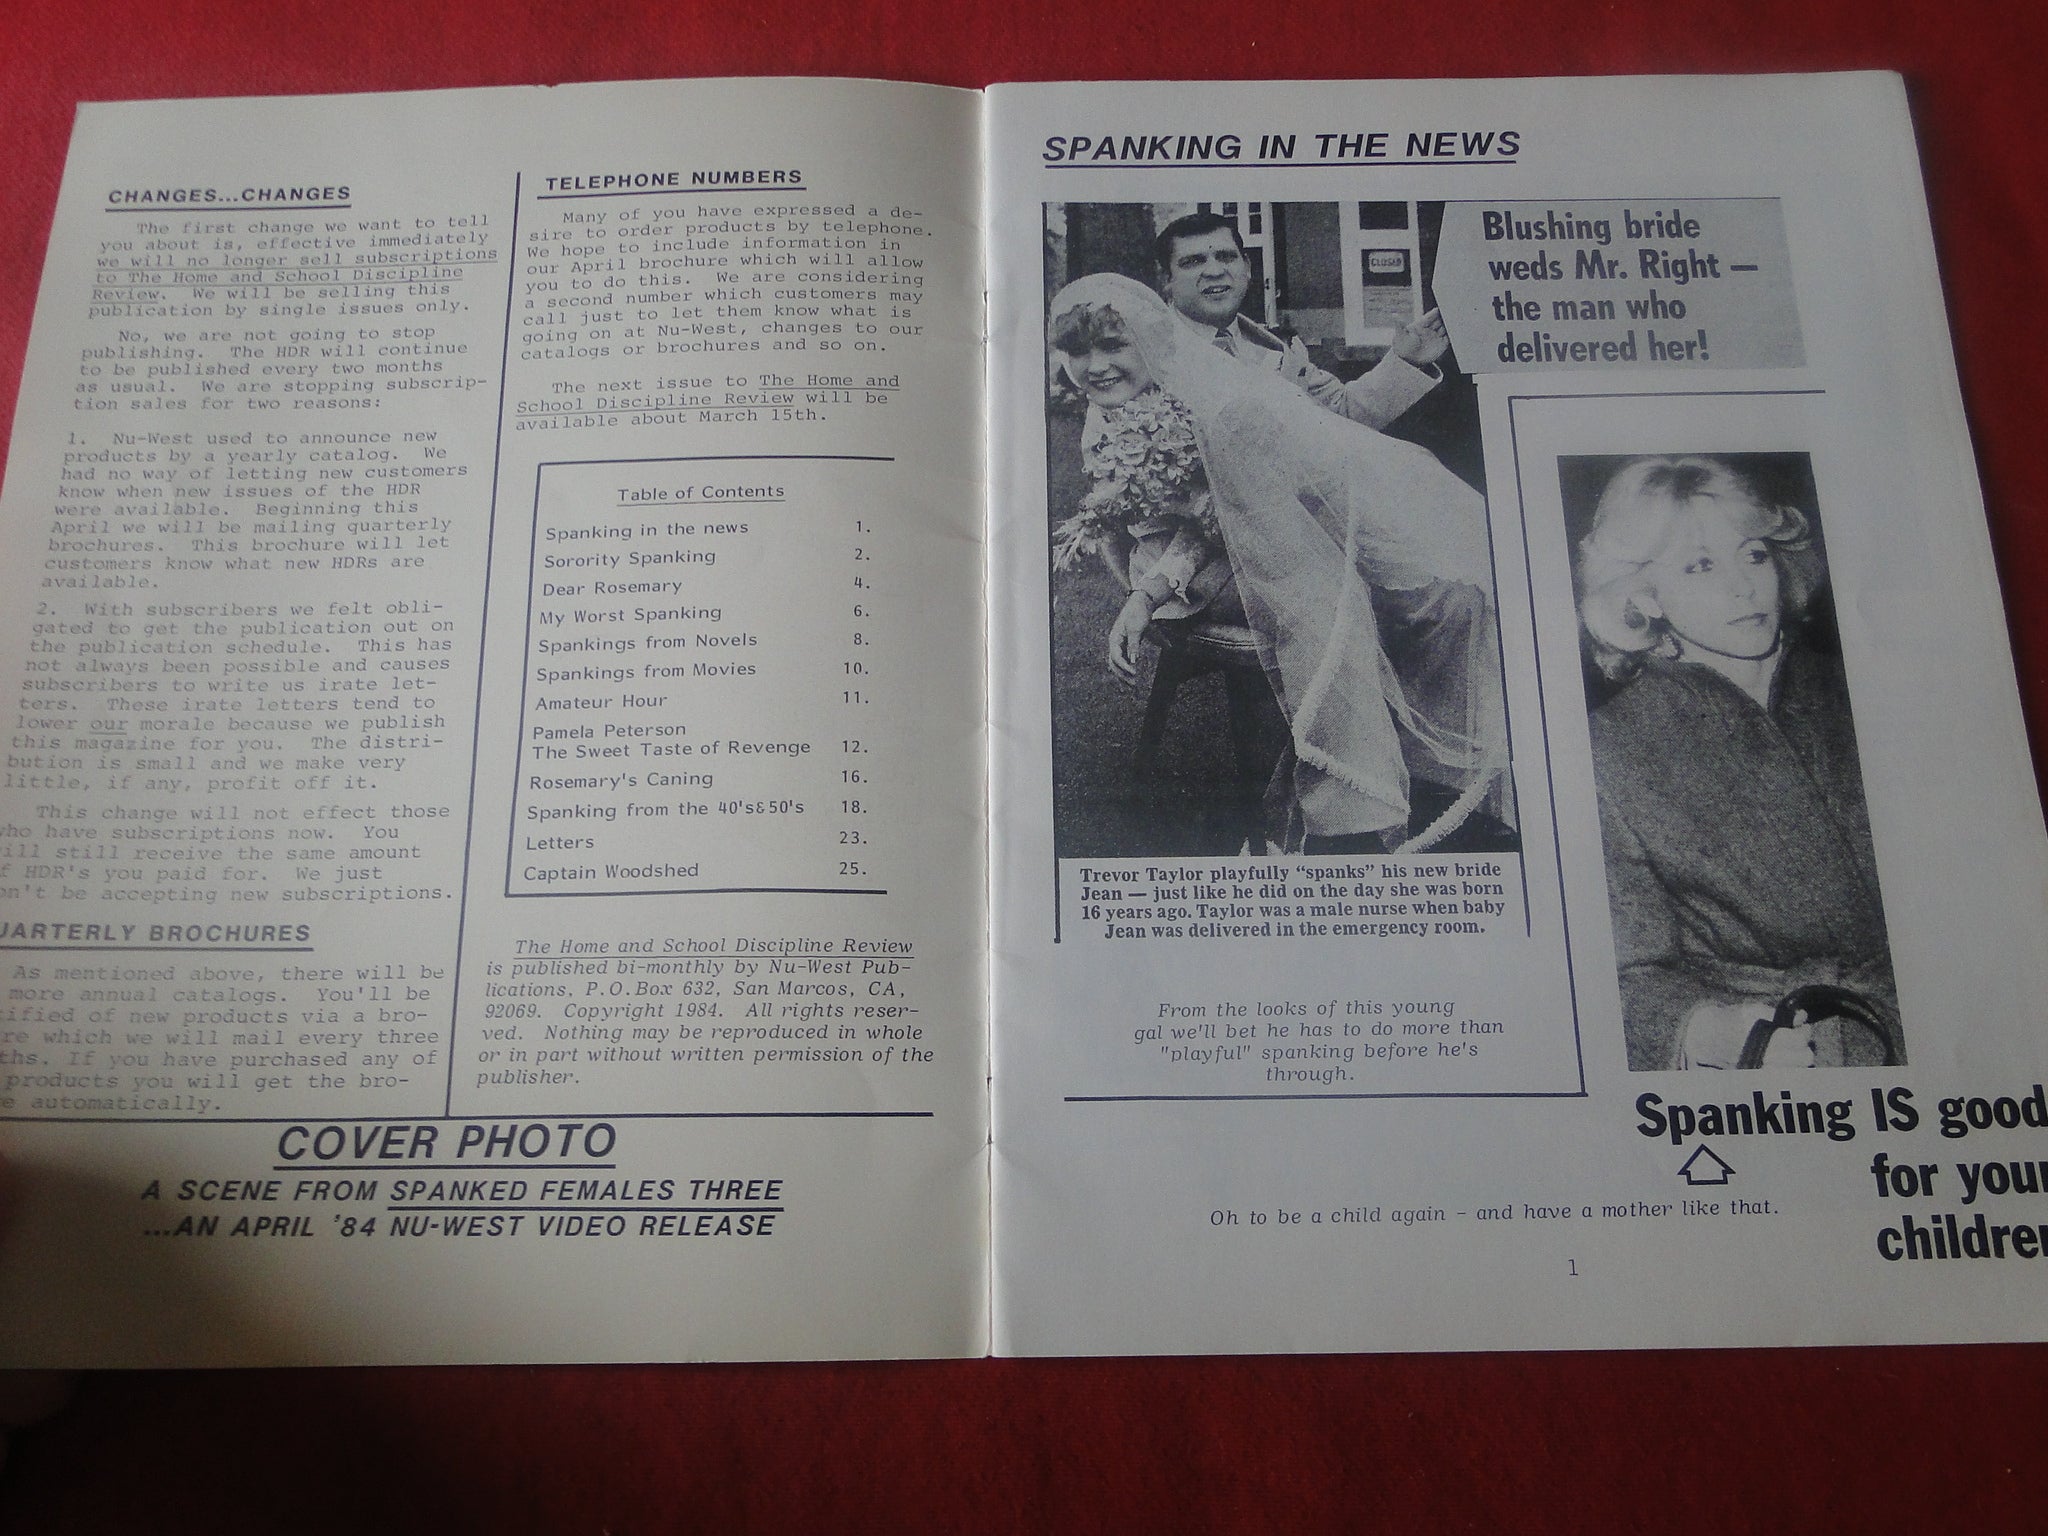 CHANGES...CHANGES
The first change we want to tell
you about is, effective immediately
we will no longer sell subscriptions
to The Home and School Discipline
Review. We will be selling this
publication by single issues only.
No, we are not going to stop
publishing. The HDR will continue
to be published every two months
as usual. We are stopping subscrip-
tion sales for two reasons:
1. Nu-West used to announce new
products by a yearly catalog. We
had no way of letting new customers
know when new issues of the HDR
were available. Beginning this
April we will be mailing quarterly
brochures. This brochure will let
customers know what new HDRs are
available.
2. With subscribers we felt obli-
gated to get the publication out on
the publication schedule. This has
not always been possible and causes
subscribers to write us irate let-
ters. These irate letters tend to
lower our morale because we publish
this magazine for you. The distri-
bution is small and we make very
little, if any, profit off it.
This change will not effect those
who have subscriptions now. You
will still receive the same amount
of HDR's you paid for. We just
won't be accepting new subscriptions.
QUARTERLY BROCHURES
As mentioned above, there will be
more annual catalogs. You'll be
ified of new products via a bro-
re which we will mail every three
ths. If you have purchased any of
products you will get the bro-
e automatically.
TELEPHONE NUMBERS
Many of you have expressed a de-
sire to order products by telephone.
We hope to include information in
our April brochure which will allow
you to do this. We are considering
a second number which customers may
call just to let them know what is
going on at Nu-West, changes to our
catalogs or brochures and so on.
The next issue to The Home and
School Discipline Review will be
available about March 15th.
Table of Contents
Spanking in the news 1.
Sorority Spanking 2.
Dear Rosemary 4.
My Worst Spanking 6.
Spankings from Novels 8.
Spankings from Movies 10.
Amateur Hour 11.
Pamela Peterson
The Sweet Taste of Revenge 12.
Rosemary's Caning 16.
Spanking from the 40's&50's 18.
Letters 23.
Captain Woodshed 25.
The Home and School Discipline Review
is published bi-monthly by Nu-West Pub-
lications, P.O.Box 632, San Marcos, CA,
92069. Copyright 1984. All rights reser-
ved. Nothing may be reproduced in whole
or in part without written permission of the
publisher.
COVER PHOTO
A SCENE FROM SPANKED FEMALES THREE
...AN APRIL '84 NU-WEST VIDEO RELEASE
SPANKING IN THE NEWS
CLOSED
Blushing bride
weds Mr. Right —
the man who
delivered her!
Trevor Taylor playfully “spanks” his new bride
Jean — just like he did on the day she was born
16 years ago. Taylor was a male nurse when baby
Jean was delivered in the emergency room.
From the looks of this young
gal we'll bet he has to do more than
"playful" spanking before he's
through.
Spanking IS good
for your
children
Oh to be a child again - and have a mother like that.
1